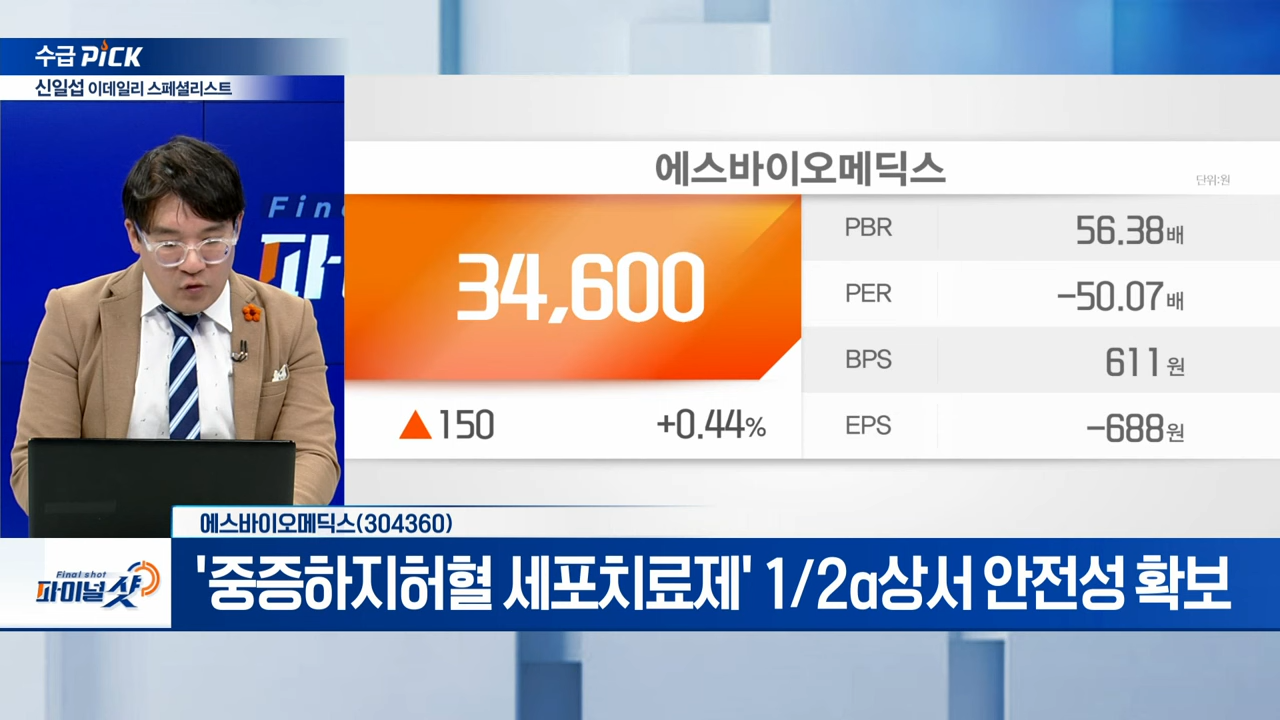 수급 PICK
신일섭 이데일리 스페셜리스트
Fin
파
에스바이오메딕스
단위:원
34,600
▲150 +0.44%
PBR 56.38배
PER -50.07배
BPS 611원
EPS -688원
에스바이오메딕스(304360)
Final shot
파이널샷
'중증하지허혈 세포치료제' 1/2a상서 안전성 확보